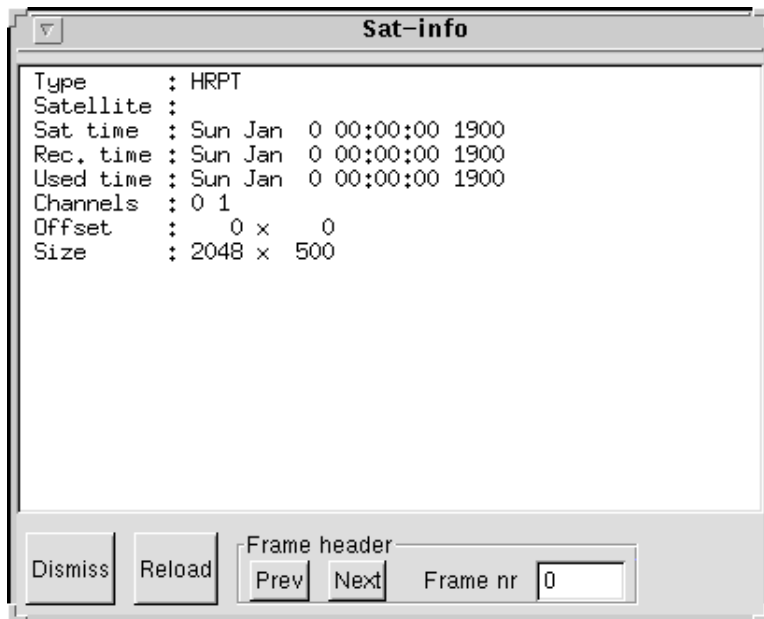 Sat-info
Type      : HRPT
Satellite :
Sat time  : Sun Jan  0 00:00:00 1900
Rec. time : Sun Jan  0 00:00:00 1900
Used time : Sun Jan  0 00:00:00 1900
Channels  : 0 1
Offset    :    0 x    0
Size      : 2048 x  500
Frame header
Dismiss Reload Prev Next Frame nr 0